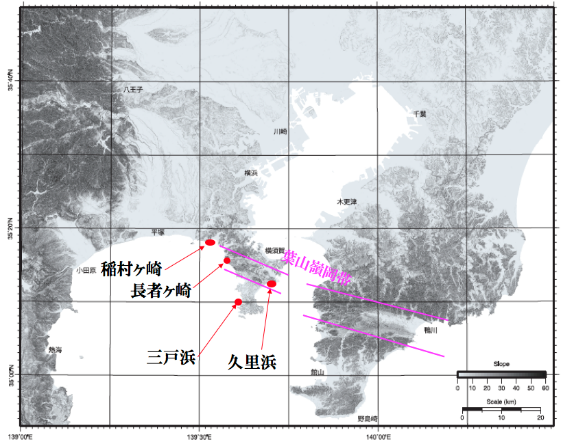 35°40'N
八王子
千葉
川崎
横浜
木更津
35°20'N
平塚
横須賀
葉山嶺岡帯
稲村ヶ崎
小田原
長者ヶ崎
鴨川
三戸浜
久里浜
熱海
35°00'N
館山
Slope
0 10 20 30 40 50 60
Scale (km)
0 10 20
野島崎
139°00'E
139°30'E
140°00'E